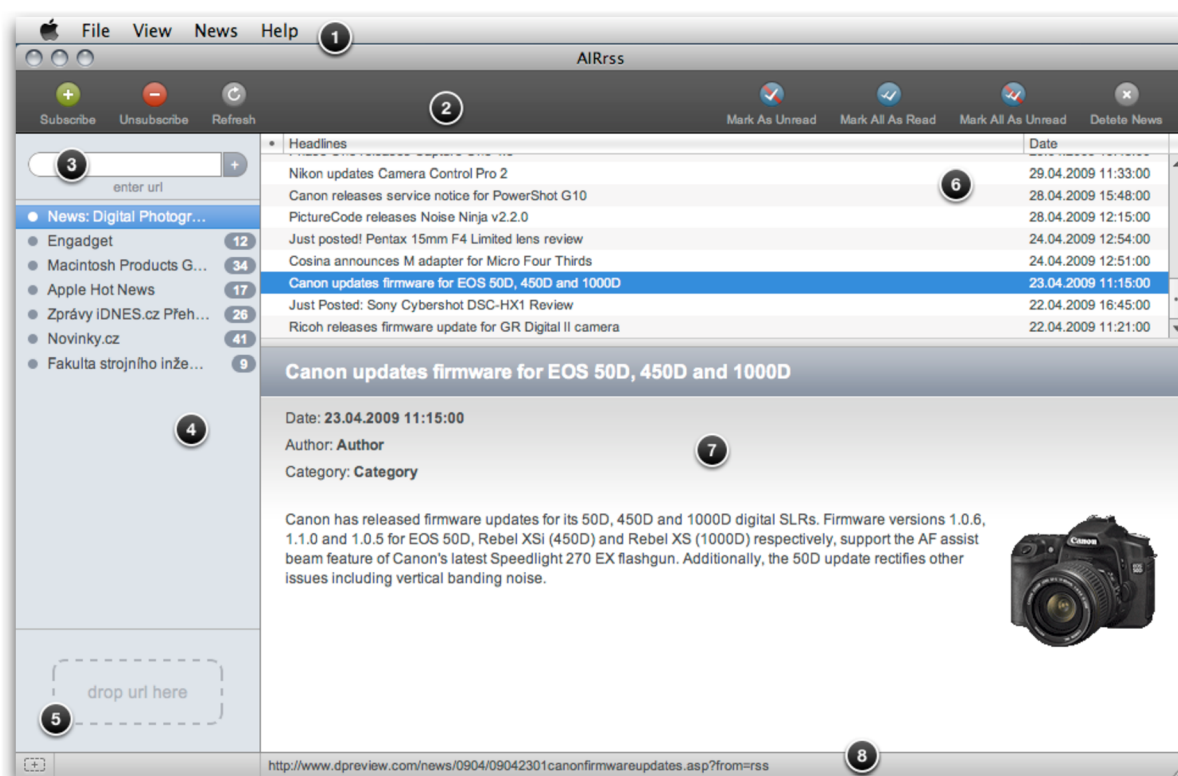 File View News Help
1
AIRrss
Subscribe Unsubscribe Refresh
2
Mark As Unread Mark All As Read Mark All As Unread Detete News
3
enter url
News: Digital Photogr...
Engadget 12
Macintosh Products G... 34
Apple Hot News 17
Zprávy iDNES.cz Přeh... 26
Novinky.cz 41
Fakulta strojního inže... 9
4
drop url here
5
Headlines Date
Nikon updates Camera Control Pro 2 29.04.2009 11:33:00
6
Canon releases service notice for PowerShot G10 28.04.2009 15:48:00
PictureCode releases Noise Ninja v2.2.0 28.04.2009 12:15:00
Just posted! Pentax 15mm F4 Limited lens review 24.04.2009 12:54:00
Cosina announces M adapter for Micro Four Thirds 24.04.2009 12:51:00
Canon updates firmware for EOS 50D, 450D and 1000D 23.04.2009 11:15:00
Just Posted: Sony Cybershot DSC-HX1 Review 22.04.2009 16:45:00
Ricoh releases firmware update for GR Digital II camera 22.04.2009 11:21:00
Canon updates firmware for EOS 50D, 450D and 1000D
Date: 23.04.2009 11:15:00
Author: Author
7
Category: Category
Canon has released firmware updates for its 50D, 450D and 1000D digital SLRs. Firmware versions 1.0.6,
1.1.0 and 1.0.5 for EOS 50D, Rebel XSi (450D) and Rebel XS (1000D) respectively, support the AF assist
beam feature of Canon's latest Speedlight 270 EX flashgun. Additionally, the 50D update rectifies other
issues including vertical banding noise.
Canon
http://www.dpreview.com/news/0904/09042301canonfirmwareupdates.asp?from=rss
8